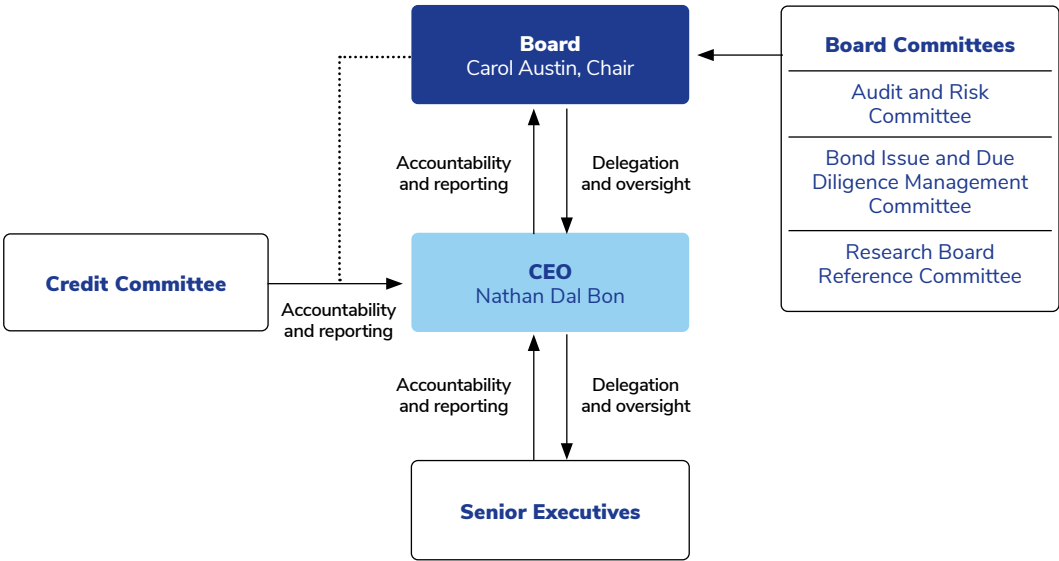 Board
Carol Austin, Chair
Board Committees
Audit and Risk
Committee
Bond Issue and Due
Diligence Management
Committee
Research Board
Reference Committee
Accountability
and reporting
Delegation
and oversight
Credit Committee
Accountability
and reporting
CEO
Nathan Dal Bon
Accountability
and reporting
Delegation
and oversight
Senior Executives